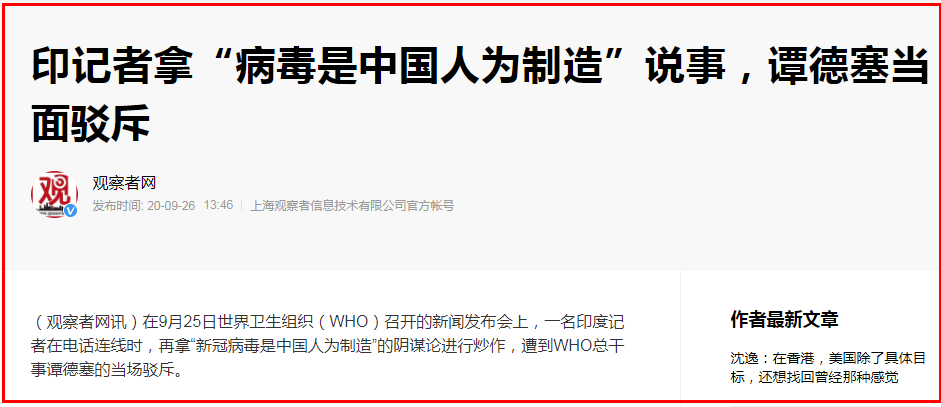 印记者拿“病毒是中国人为制造”说事，谭德塞当
面驳斥
观
观察者网
发布时间: 20-09-26 13:46 上海观察者信息技术有限公司官方帐号
（观察者网讯）在9月25日世界卫生组织（WHO）召开的新闻发布会上，一名印度记
者在电话连线时，再拿“新冠病毒是中国人为制造”的阴谋论进行炒作，遭到WHO总干
事谭德塞的当场驳斥。
作者最新文章
沈逸：在香港，美国除了具体目
标，还想找回曾经那种感觉